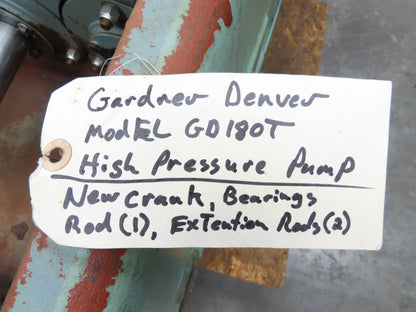 Gardner Denver
ModEL GD180T
High Pressure Pump
New crank, Bearings
Rod (1), ExTention Rods (2)